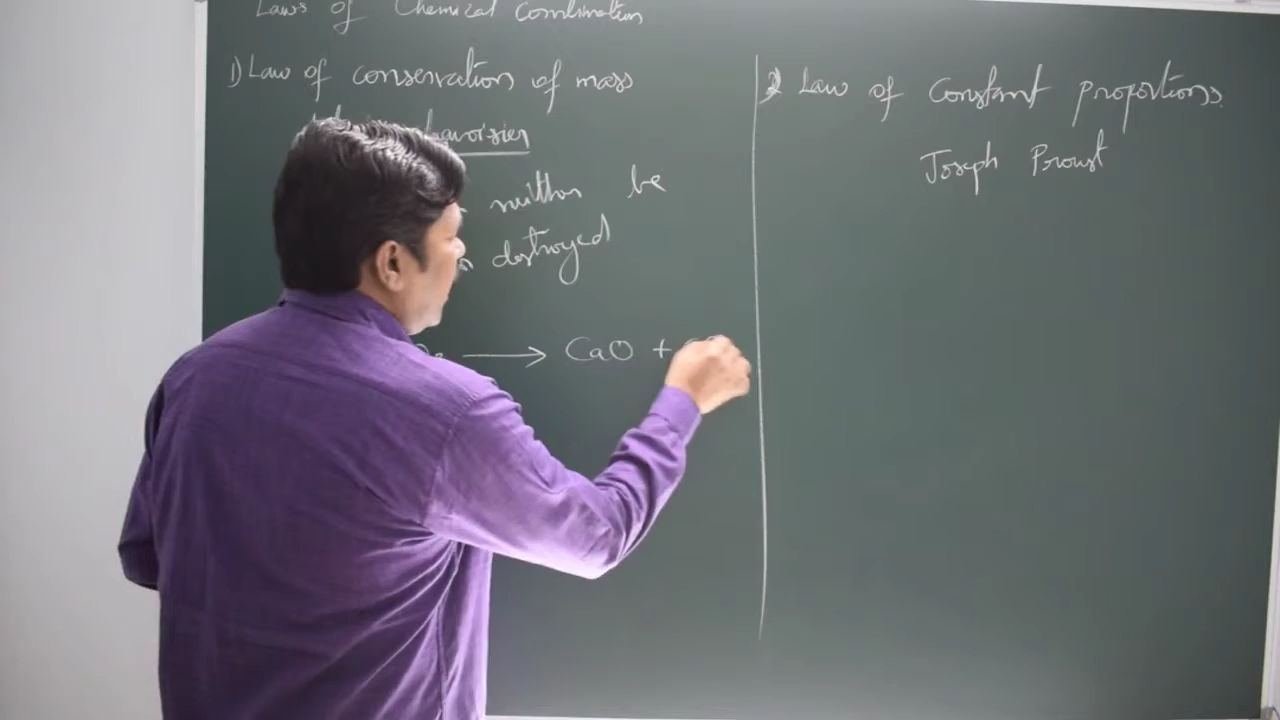 Laws of Chemical Combination
1) Law of conservation of mass
Lavoisier
neither be
destroyed
→ CaO +
2 Law of Constant proportions.
Joseph Proust